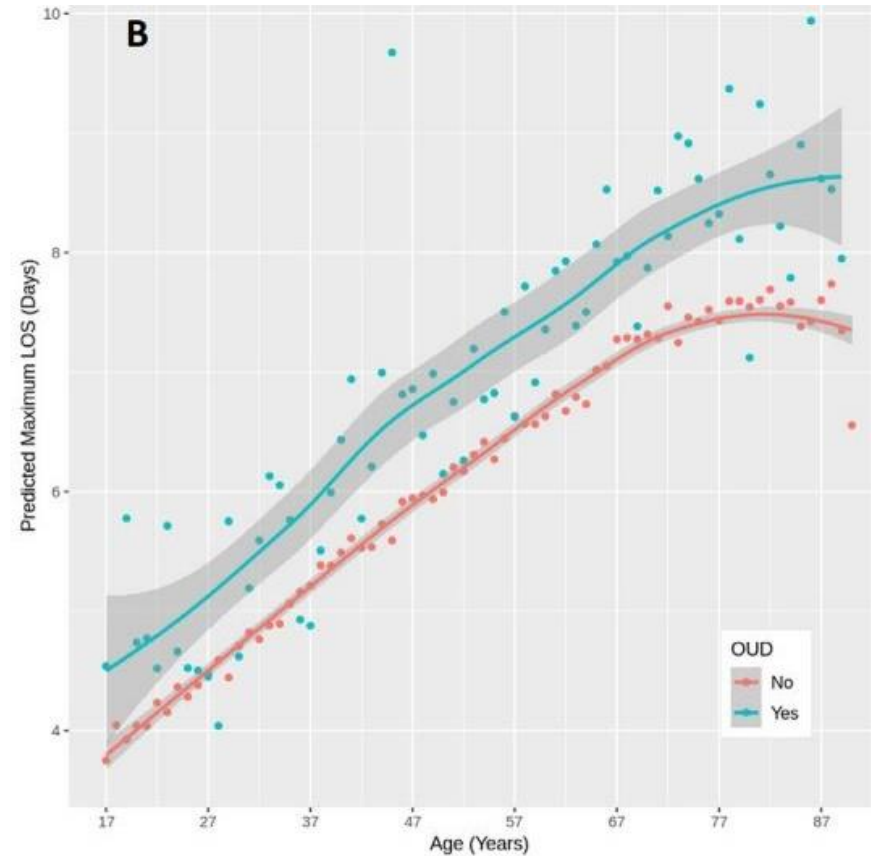 B
10
8
6
4
Predicted Maximum LOS (Days)
OUD
No
Yes
17 27 37 47 57 67 77 87
Age (Years)